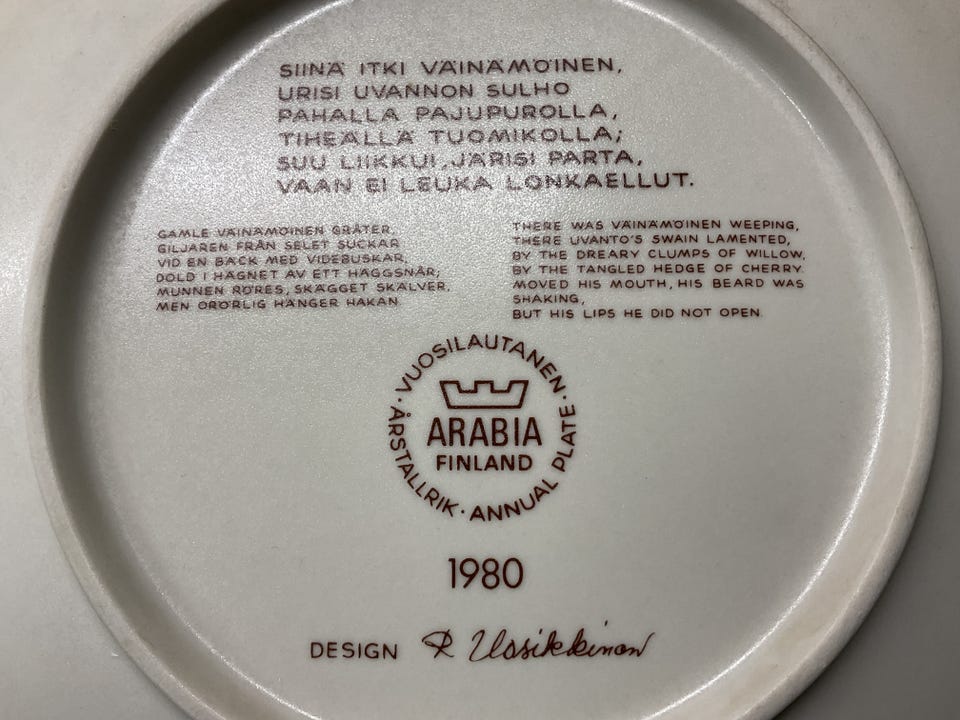 SIINÄ ITKI VÄINÄMÖINEN,
URISI UVANNON SULHO
PAHALLA PAJUPUROLLA,
TIHEÄLLÄ TUOMIKOLLA;
SUU LIIKKUI, JÄRISI PARTA,
VAAN EI LEUKA LONKAELLUT.
GAMLE VÄINÄMÖINEN GRÅTER,
GILJAREN FRÅN SELET SUCKAR
VID EN BÄCK MED VIDEBUSKAR,
DOLD I HÄGNET AV ETT HÄGGSNÅR;
MUNNEN RÖRES, SKÄGGET SKÄLVER,
MEN ORÖRLIG HÄNGER HAKAN.
THERE WAS VÄINÄMÖINEN WEEPING,
THERE UVANTO'S SWAIN LAMENTED,
BY THE DREARY CLUMPS OF WILLOW,
BY THE TANGLED HEDGE OF CHERRY.
MOVED HIS MOUTH, HIS BEARD WAS
SHAKING,
BUT HIS LIPS HE DID NOT OPEN.
· VUOSILAUTANEN · ANNUAL PLATE · ÅRSTALLRIK
ARABIA
FINLAND
1980
DESIGN R Uosikkinen